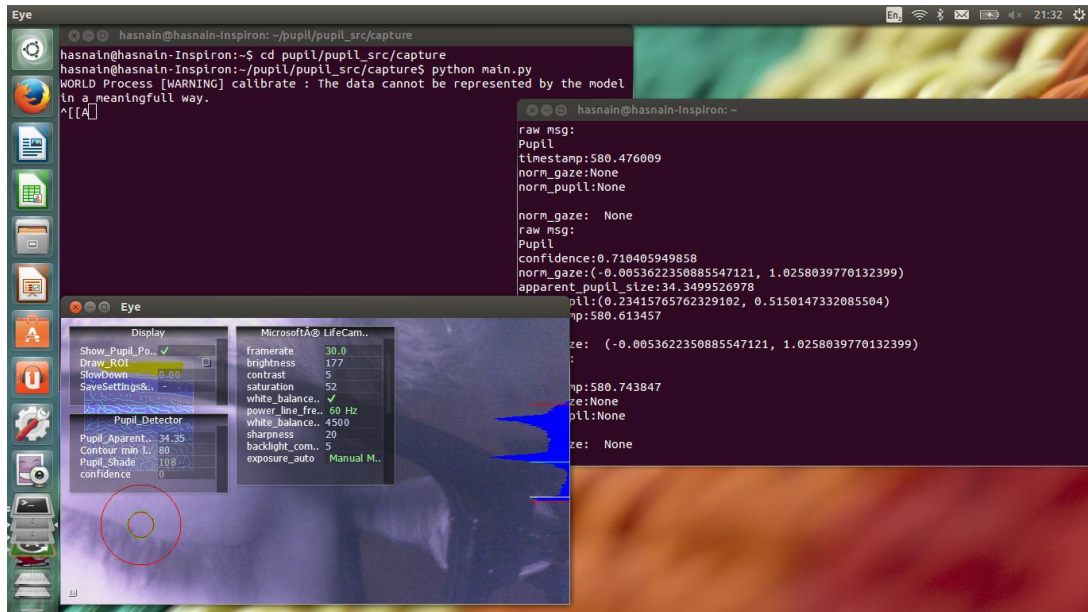 Eye
En2
21:32
hasnain@hasnain-Inspiron: ~/pupil/pupil_src/capture
hasnain@hasnain-Inspiron:~$ cd pupil/pupil_src/capture
hasnain@hasnain-Inspiron:~/pupil/pupil_src/capture$ python main.py
WORLD Process [WARNING] calibrate : The data cannot be represented by the model
in a meaningfull way.
^[[A
hasnain@hasnain-Inspiron: ~
raw msg:
Pupil
timestamp:580.476009
norm_gaze:None
norm_pupil:None
norm_gaze:  None
raw msg:
Pupil
confidence:0.710405949858
norm_gaze:(-0.0053622350885547121, 1.0258039770132399)
apparent_pupil_size:34.3499526978
pil:(0.23415765762329102, 0.5150147332085504)
mp:580.613457
ze:  (-0.0053622350885547121, 1.0258039770132399)
:
mp:580.743847
ze:None
pil:None
ze:  None
Eye
Display
Show_Pupil_Po.. ✓
Draw_ROI
SlowDown 0.00
SaveSettings&.. -
Pupil_Detector
Pupil_Aparent.. 34.35
Contour min l.. 80
Pupil_Shade 108
confidence 0
MicrosoftÂ® LifeCam..
framerate 30.0
brightness 177
contrast 5
saturation 52
white_balance.. ✓
power_line_fre.. 60 Hz
white_balance.. 4500
sharpness 20
backlight_com.. 5
exposure_auto Manual M..